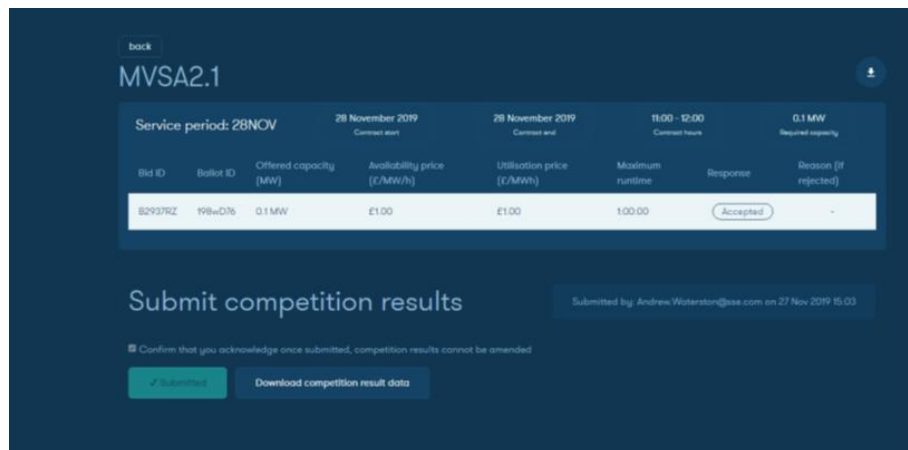 back
MVSA2.1
Service period: 28NOV
28 November 2019
Contract start
28 November 2019
Contract end
11:00 - 12:00
Contract hours
0.1 MW
Required capacity
Bid ID
Ballot ID
Offered capacity (MW)
Availability price (£/MW/h)
Utilisation price (£/MWh)
Maximum runtime
Response
Reason (if rejected)
B2937RZ 198wD76 0.1 MW £1.00 £1.00 1:00:00 Accepted -
Submit competition results
Submitted by: Andrew.Waterston@sse.com on 27 Nov 2019 15:03
Confirm that you acknowledge once submitted, competition results cannot be amended
✓ Submitted
Download competition result data